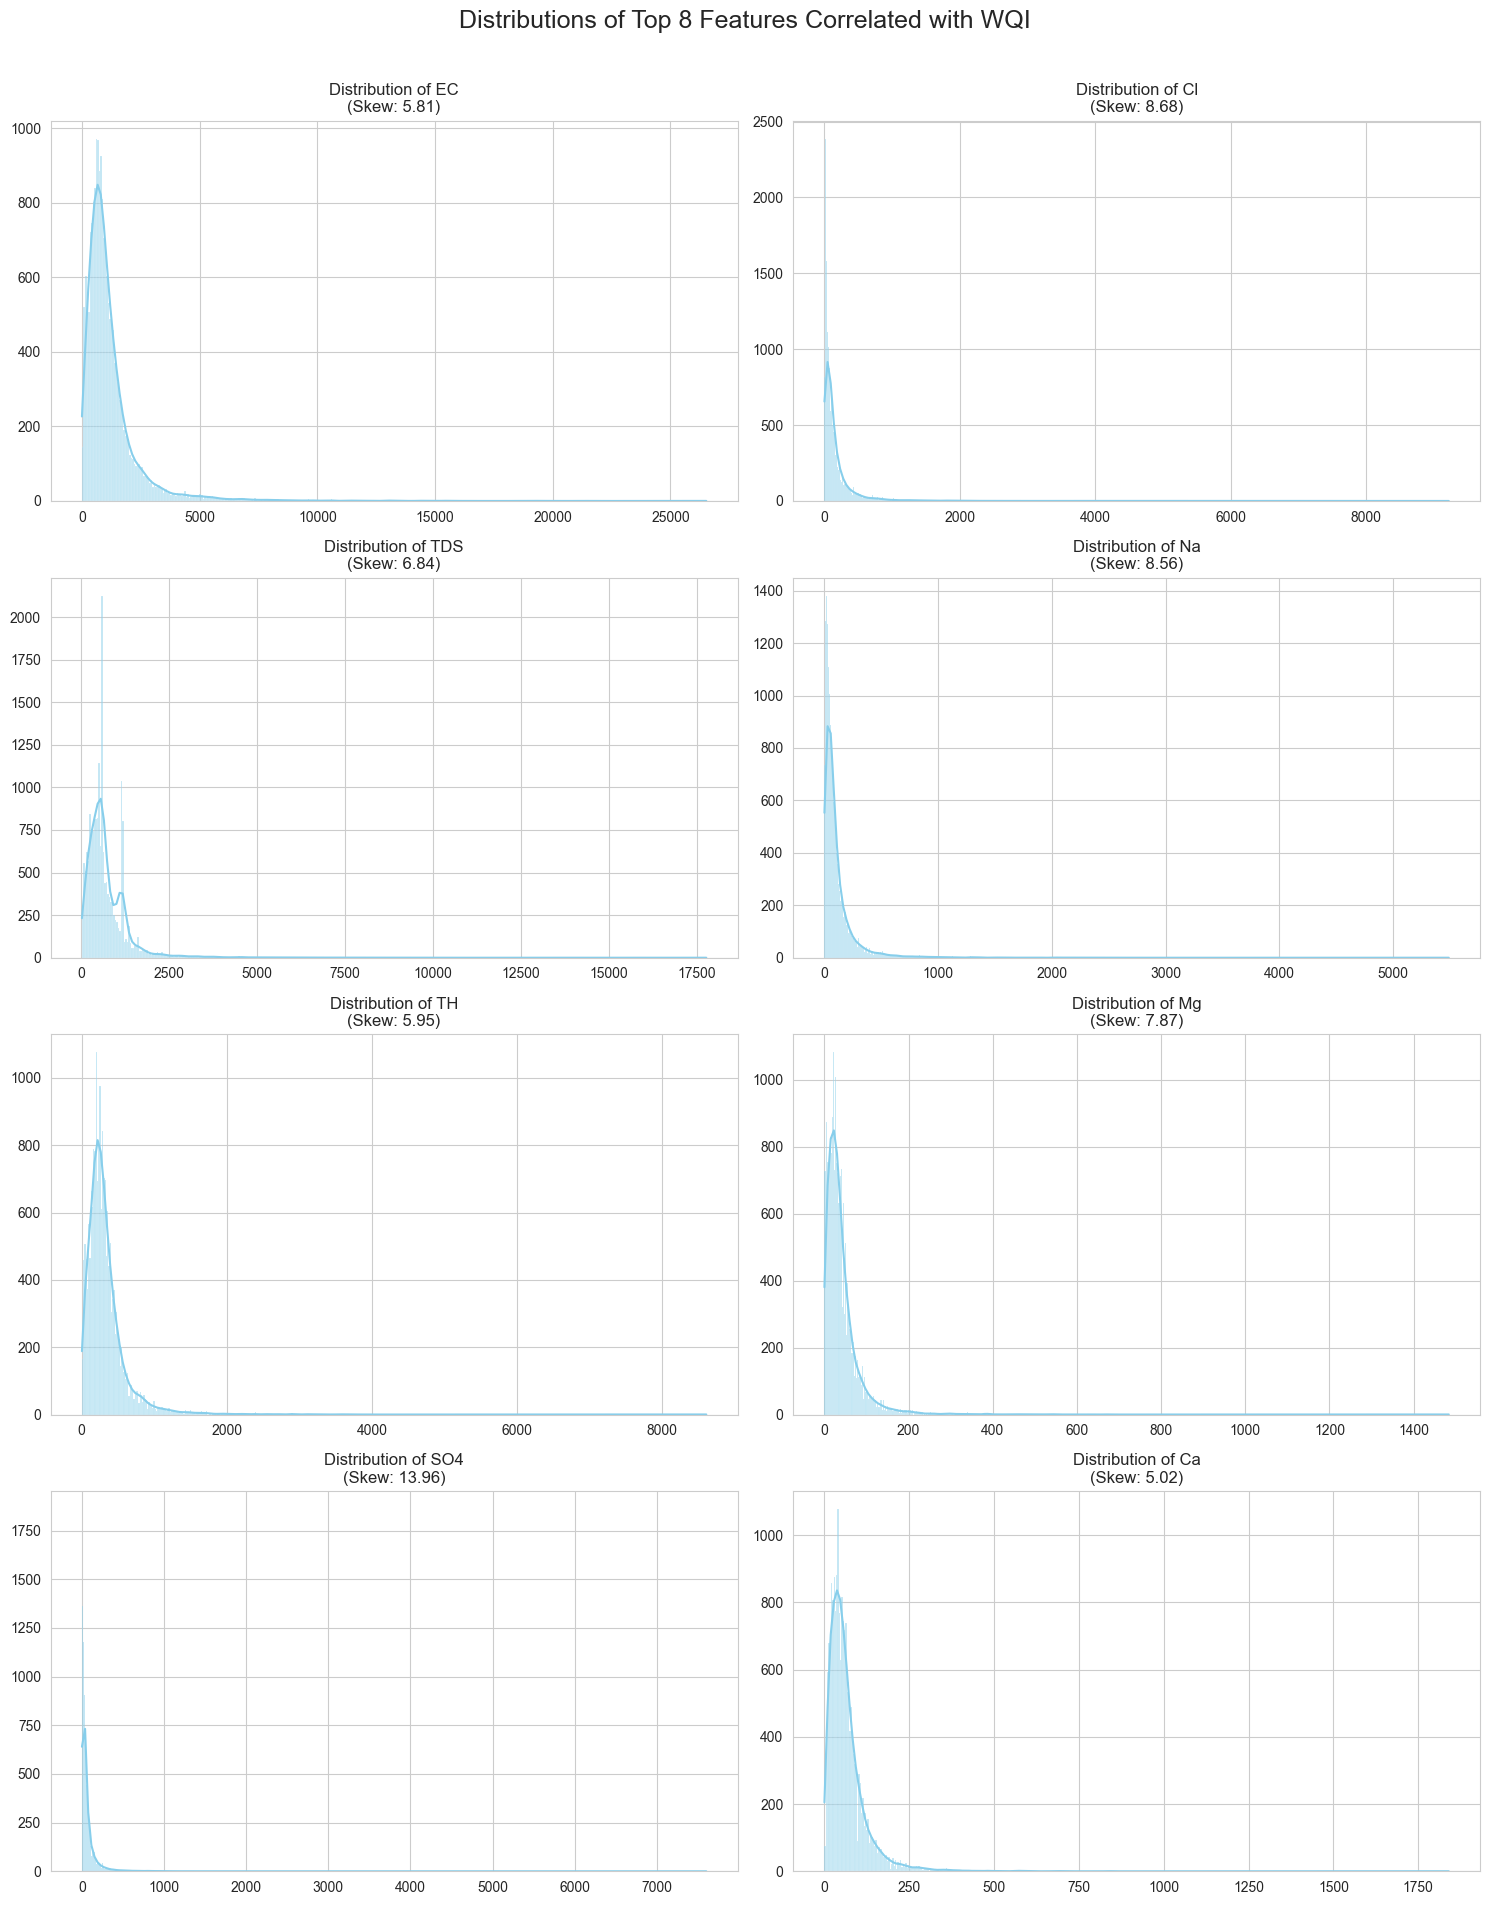 Distributions of Top 8 Features Correlated with WQI
Distribution of EC
(Skew: 5.81)
1000
800
600
400
200
0
0 5000 10000 15000 20000 25000
Distribution of Cl
(Skew: 8.68)
2500
2000
1500
1000
500
0
0 2000 4000 6000 8000
Distribution of TDS
(Skew: 6.84)
2000
1750
1500
1250
1000
750
500
250
0
0 2500 5000 7500 10000 12500 15000 17500
Distribution of Na
(Skew: 8.56)
1400
1200
1000
800
600
400
200
0
0 1000 2000 3000 4000 5000
Distribution of TH
(Skew: 5.95)
1000
800
600
400
200
0
0 2000 4000 6000 8000
Distribution of Mg
(Skew: 7.87)
1000
800
600
400
200
0
0 200 400 600 800 1000 1200 1400
Distribution of SO4
(Skew: 13.96)
1750
1500
1250
1000
750
500
250
0
0 1000 2000 3000 4000 5000 6000 7000
Distribution of Ca
(Skew: 5.02)
1000
800
600
400
200
0
0 250 500 750 1000 1250 1500 1750